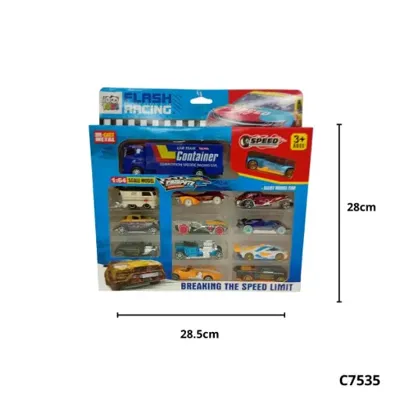 FLASH
RACING
DIE-CAST
METAL
Container
SPEED
3+
1:64 SCALE MODEL
BREAKING THE SPEED LIMIT
28cm
28.5cm
C7535